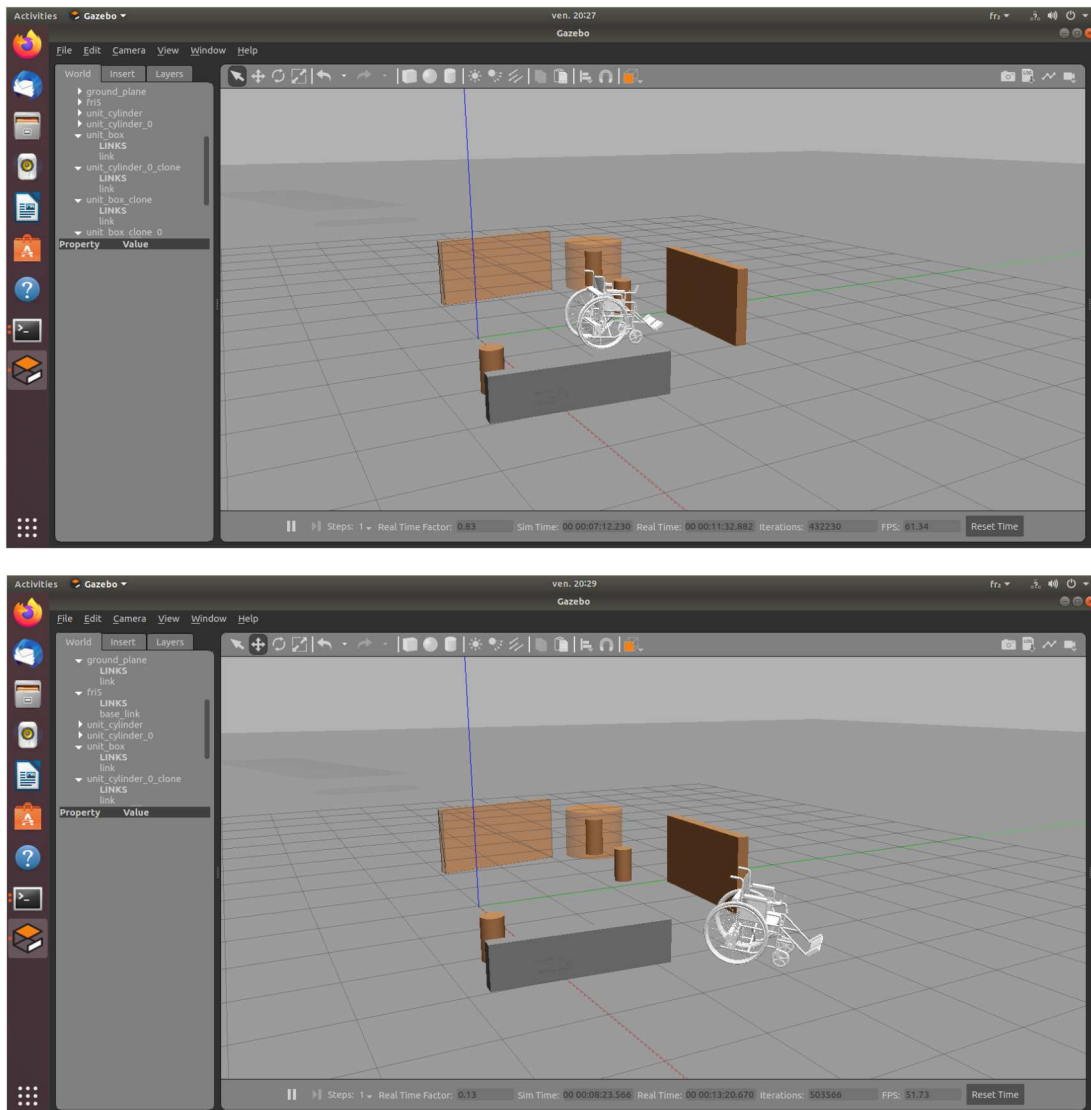 Activities Gazebo ven. 20:27 fr₂
Gazebo
File Edit Camera View Window Help
World Insert Layers
ground_plane
fri5
unit_cylinder
unit_cylinder_0
unit_box
LINKS
link
unit_cylinder_0_clone
LINKS
link
unit_box_clone
LINKS
link
unit_box_clone_0
Property Value
Steps: 1 Real Time Factor: 0.83 Sim Time: 00 00:07:12.230 Real Time: 00 00:11:32.882 Iterations: 432230 FPS: 61.34 Reset Time
Activities Gazebo ven. 20:29 fr₂
Gazebo
File Edit Camera View Window Help
World Insert Layers
ground_plane
LINKS
link
fri5
LINKS
base_link
unit_cylinder
unit_cylinder_0
unit_box
LINKS
link
unit_cylinder_0_clone
LINKS
link
Property Value
Steps: 1 Real Time Factor: 0.13 Sim Time: 00 00:08:23.566 Real Time: 00 00:13:20.670 Iterations: 503566 FPS: 51.73 Reset Time